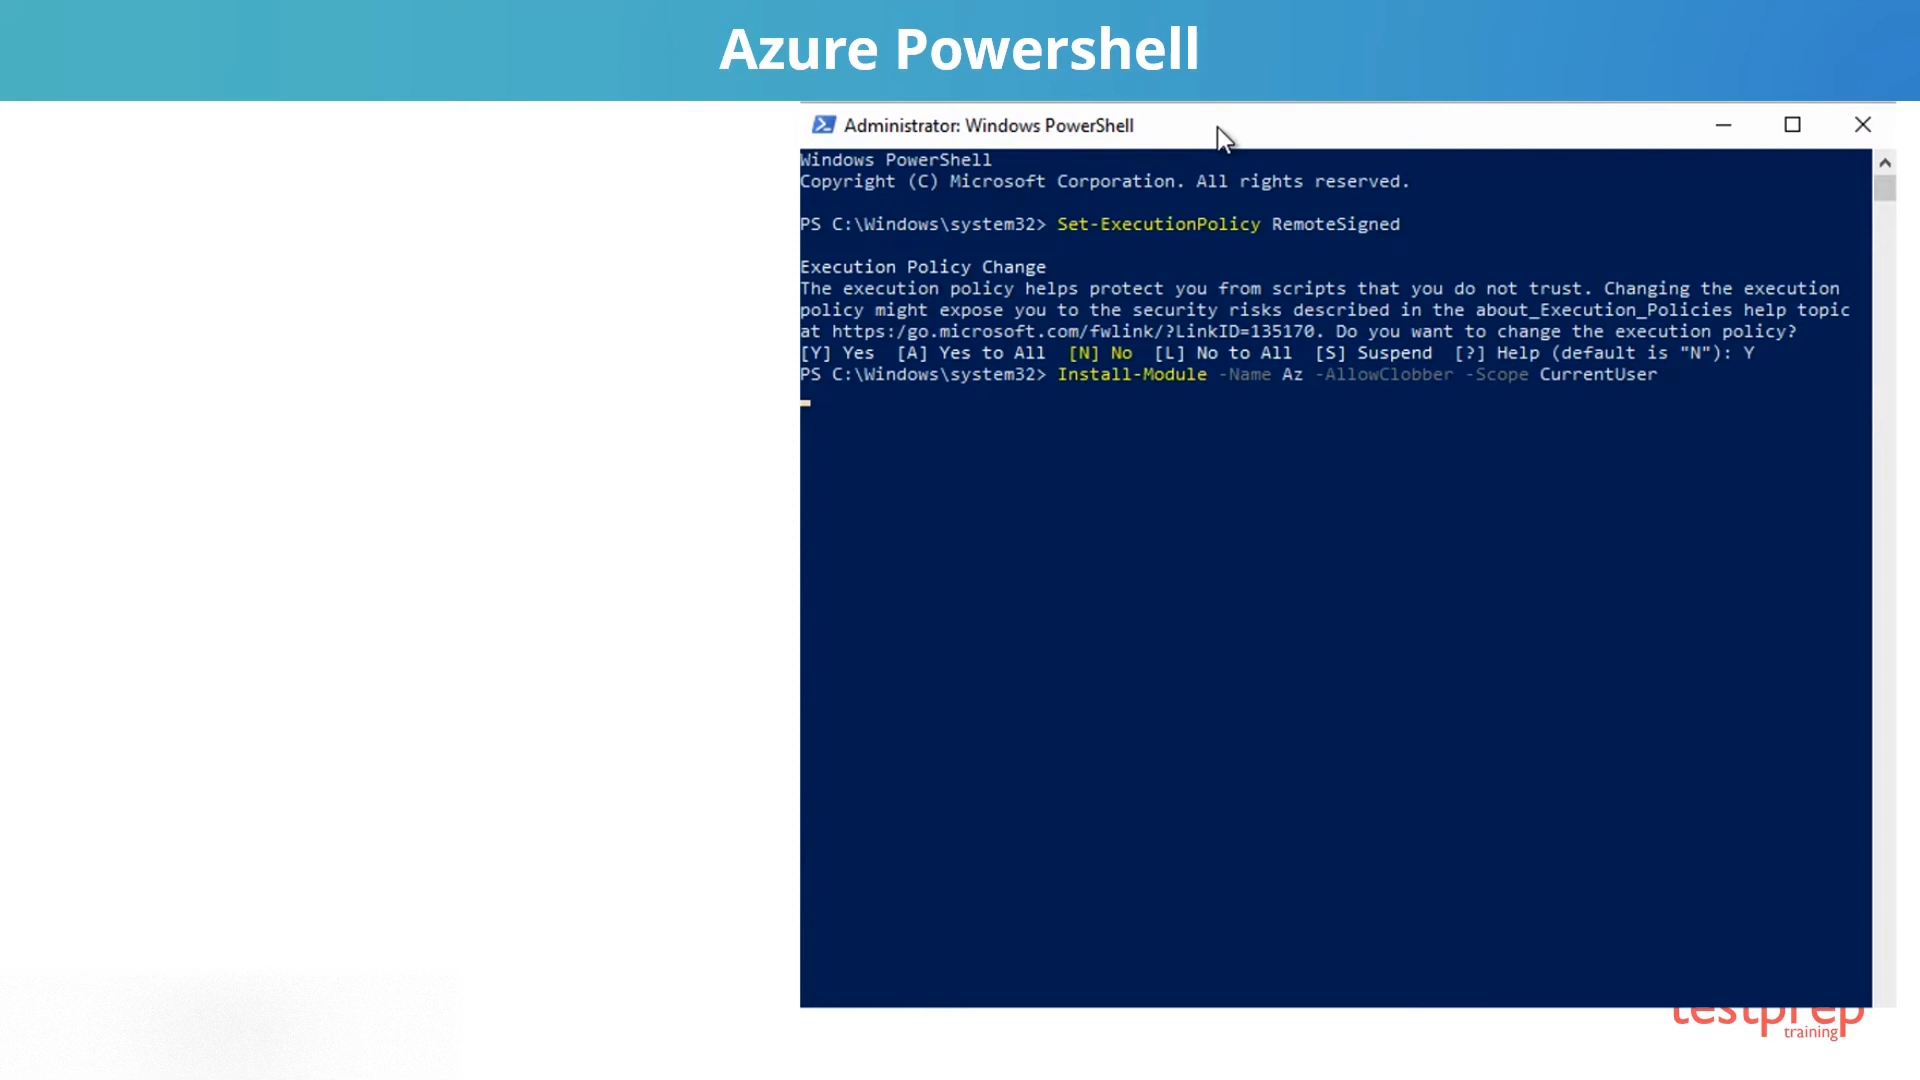 Azure Powershell
Administrator: Windows PowerShell
Windows PowerShell
Copyright (C) Microsoft Corporation. All rights reserved.
PS C:\Windows\system32> Set-ExecutionPolicy RemoteSigned
Execution Policy Change
The execution policy helps protect you from scripts that you do not trust. Changing the execution
policy might expose you to the security risks described in the about_Execution_Policies help topic
at https:/go.microsoft.com/fwlink/?LinkID=135170. Do you want to change the execution policy?
[Y] Yes  [A] Yes to All  [N] No  [L] No to All  [S] Suspend  [?] Help (default is "N"): Y
PS C:\Windows\system32> Install-Module -Name Az -AllowClobber -Scope CurrentUser
testprep
training